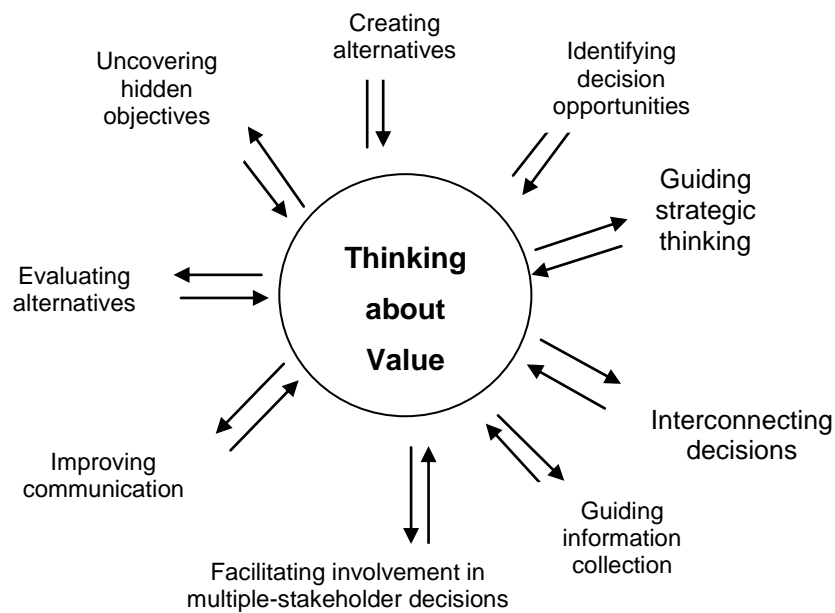 Creating
alternatives
Identifying
decision
opportunities
Guiding
strategic
thinking
Interconnecting
decisions
Guiding
information
collection
Facilitating involvement in
multiple-stakeholder decisions
Improving
communication
Evaluating
alternatives
Uncovering
hidden
objectives
Thinking
about
Value